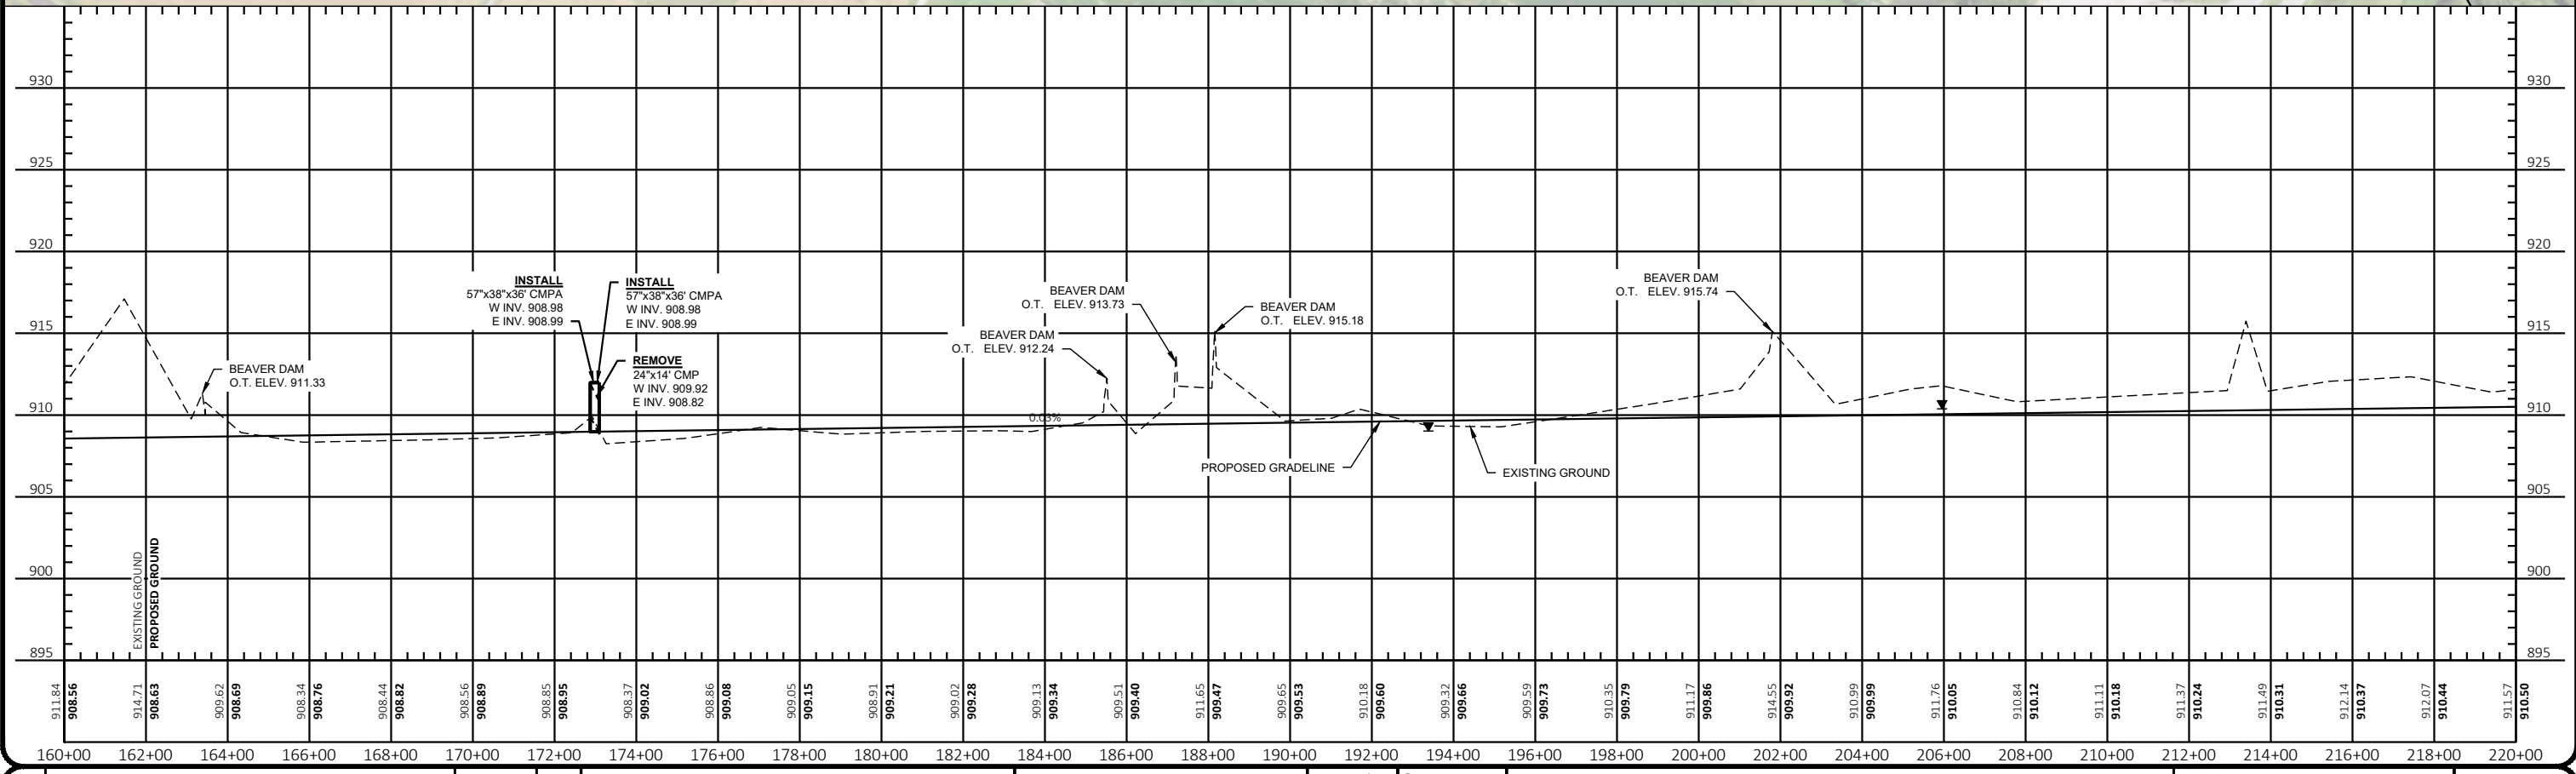 930 930
925 925
920 920
915 915
910 910
905 905
900 900
895 895
BEAVER DAM
O.T. ELEV. 911.33
INSTALL
57"x38"x36' CMPA
W INV. 908.98
E INV. 908.99
INSTALL
57"x38"x36' CMPA
W INV. 908.98
E INV. 908.99
REMOVE
24"x14' CMP
W INV. 909.92
E INV. 908.82
BEAVER DAM
O.T. ELEV. 912.24
BEAVER DAM
O.T. ELEV. 913.73
BEAVER DAM
O.T. ELEV. 915.18
BEAVER DAM
O.T. ELEV. 915.74
0.03%
PROPOSED GRADELINE
EXISTING GROUND
EXISTING GROUND
PROPOSED GROUND
911.84 908.56
914.71 908.63
909.62 908.69
908.34 908.76
908.44 908.82
908.56 908.89
908.85 908.95
908.37 909.02
908.86 909.08
909.05 909.15
908.91 909.21
909.02 909.28
909.13 909.34
909.51 909.40
911.65 909.47
909.65 909.53
910.18 909.60
909.32 909.66
909.59 909.73
910.35 909.79
911.17 909.86
914.55 909.92
910.99 909.99
911.76 910.05
910.84 910.12
911.11 910.18
911.37 910.24
911.49 910.31
912.14 910.37
912.07 910.44
911.57 910.50
160+00 162+00 164+00 166+00 168+00 170+00 172+00 174+00 176+00 178+00 180+00 182+00 184+00 186+00 188+00 190+00 192+00 194+00 196+00 198+00 200+00 202+00 204+00 206+00 208+00 210+00 212+00 214+00 216+00 218+00 220+00